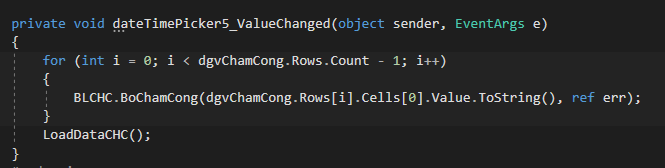 private void dateTimePicker5_ValueChanged(object sender, EventArgs e)
{
for (int i = 0; i < dgvChamCong.Rows.Count - 1; i++)
{
BLCHC.BoChamCong(dgvChamCong.Rows[i].Cells[0].Value.ToString(), ref err);
}
LoadDataCHC();
}